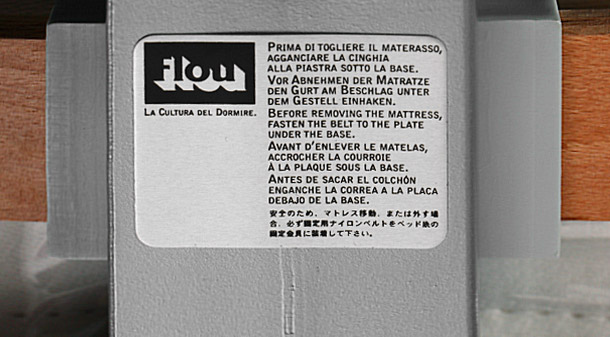 flou
LA CULTURA DEL DORMIRE.
PRIMA DI TOGLIERE IL MATERASSO,
AGGANCIARE LA CINGHIA
ALLA PIASTRA SOTTO LA BASE.
VOR ABNEHMEN DER MATRATZE
DEN GURT AM BESCHLAG UNTER
DEM GESTELL EINHAKEN.
BEFORE REMOVING THE MATTRESS,
FASTEN THE BELT TO THE PLATE
UNDER THE BASE.
AVANT D'ENLEVER LE MATELAS,
ACCROCHER LA COURROIE
À LA PLAQUE SOUS LA BASE.
ANTES DE SACAR EL COLCHÓN
ENGANCHE LA CORREA A LA PLACA
DEBAJO DE LA BASE.
安全のため、マトレス移動、または外す場
合、必ず固定用ナイロンベルトをベッド
固定金具に装着して下さい。